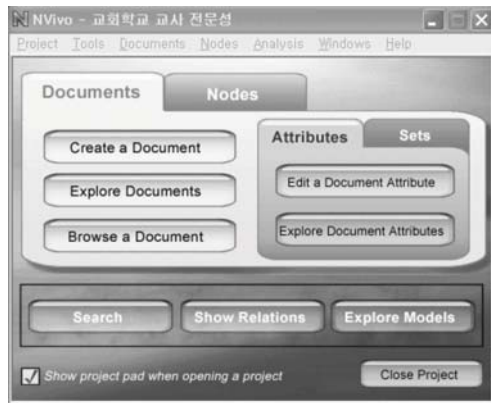 NVivo - 교회학교 교사 전문성
Project Tools Documents Nodes Analysis Windows Help
Documents Nodes
Create a Document
Explore Documents
Browse a Document
Attributes Sets
Edit a Document Attribute
Explore Document Attributes
Search Show Relations Explore Models
Show project pad when opening a project
Close Project